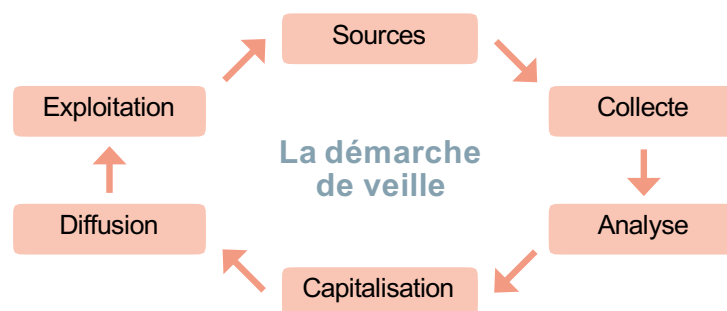 Sources
Exploitation
Collecte
La démarche
de veille
Diffusion
Analyse
Capitalisation